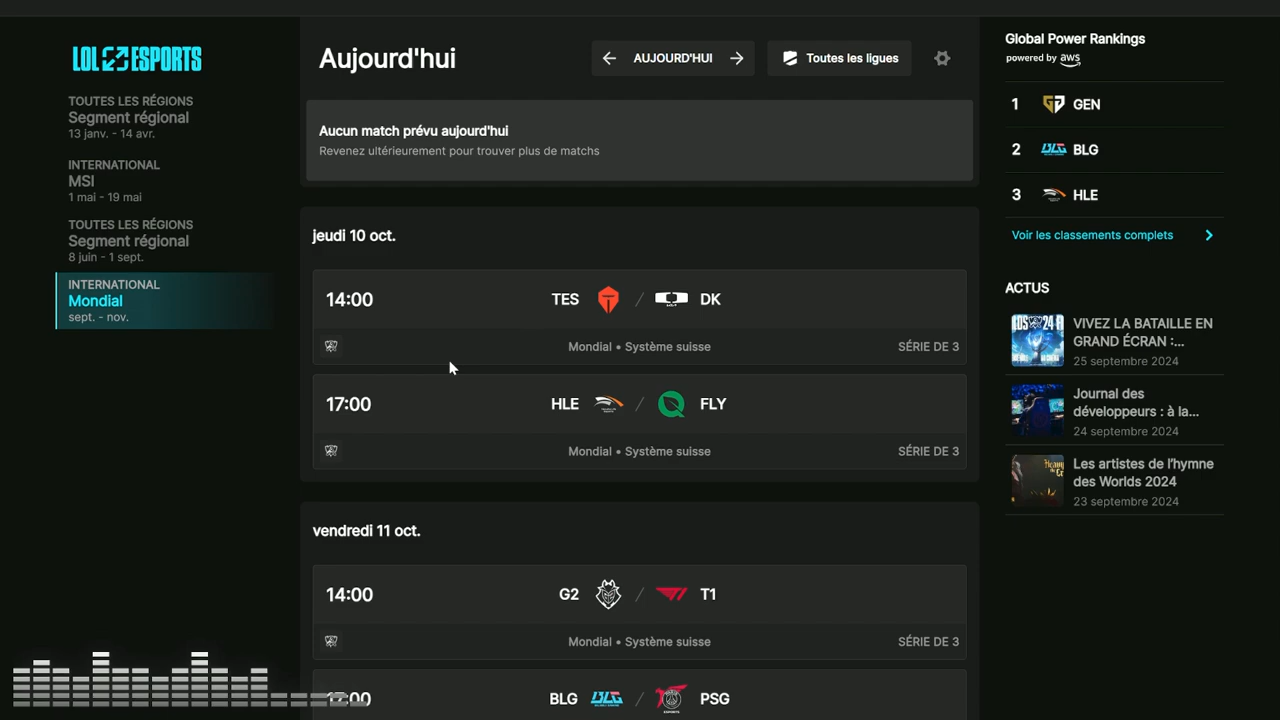 LOL ESPORTS
TOUTES LES RÉGIONS
Segment régional
13 janv. - 14 avr.
INTERNATIONAL
MSI
1 mai - 19 mai
TOUTES LES RÉGIONS
Segment régional
8 juin - 1 sept.
INTERNATIONAL
Mondial
sept. - nov.
Aujourd'hui
AUJOURD'HUI
Toutes les ligues
Aucun match prévu aujourd'hui
Revenez ultérieurement pour trouver plus de matchs
jeudi 10 oct.
14:00 TES / DK
Mondial • Système suisse SÉRIE DE 3
17:00 HLE / FLY
Mondial • Système suisse SÉRIE DE 3
vendredi 11 oct.
14:00 G2 / T1
Mondial • Système suisse SÉRIE DE 3
17:00 BLG BLG / PSG
Global Power Rankings
powered by aws
1 GEN
2 BLG BLG
3 HLE
Voir les classements complets
ACTUS
VIVEZ LA BATAILLE EN
GRAND ÉCRAN :...
25 septembre 2024
Journal des
développeurs : à la...
24 septembre 2024
Les artistes de l'hymne
des Worlds 2024
23 septembre 2024